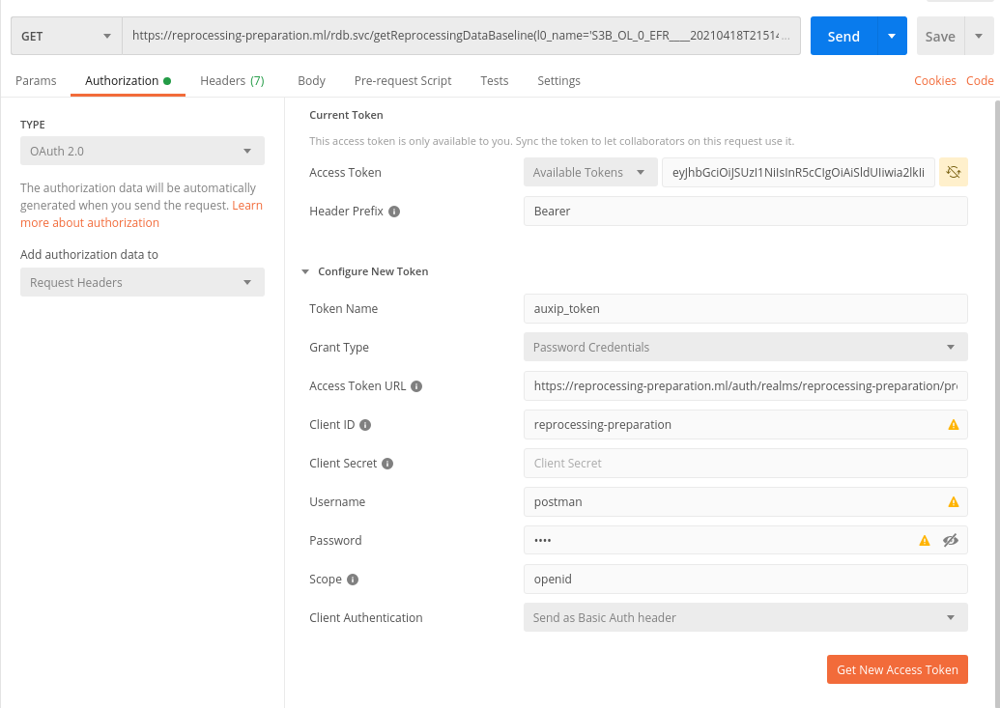 GET https://reprocessing-preparation.ml/rdb.svc/getReprocessingDataBaseline(l0_name='S3B_OL_0_EFR____20210418T2151 ... Send Save
Params Authorization Headers (7) Body Pre-request Script Tests Settings Cookies Code
TYPE
OAuth 2.0
The authorization data will be automatically
generated when you send the request. Learn
more about authorization
Add authorization data to
Request Headers
Current Token
This access token is only available to you. Sync the token to let collaborators on this request use it.
Access Token Available Tokens
Header Prefix Bearer
Configure New Token
Token Name auxip_token
Grant Type Password Credentials
Access Token URL https://reprocessing-preparation.ml/auth/realms/reprocessing-preparation/pr
Client ID reprocessing-preparation
Client Secret Client Secret
Username postman
Password ••••
Scope openid
Client Authentication Send as Basic Auth header
Get New Access Token